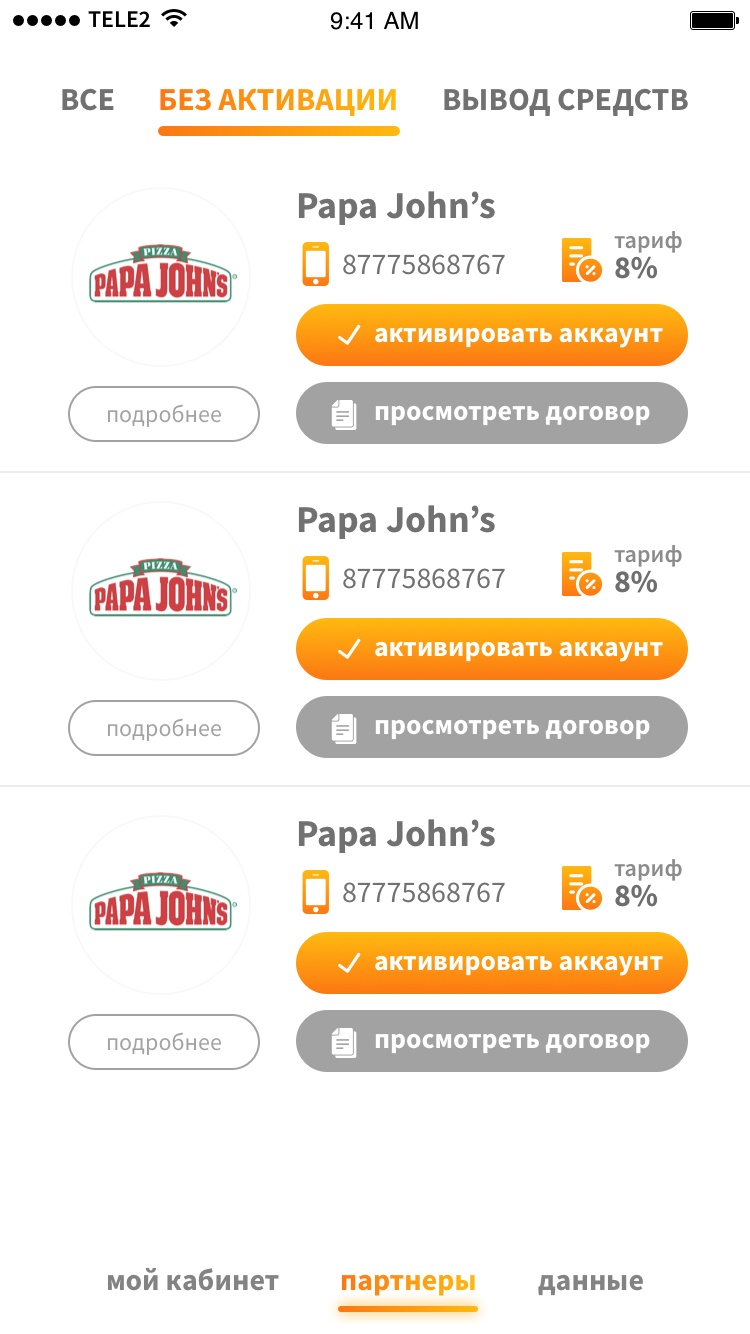 TELE2 9:41 AM
ВСЕ БЕЗ АКТИВАЦИИ ВЫВОД СРЕДСТВ
Papa John’s
PIZZA
PAPA JOHN'S
87775868767
тариф
8%
активировать аккаунт
подробнее
просмотреть договор
Papa John’s
PIZZA
PAPA JOHN'S
87775868767
тариф
8%
активировать аккаунт
подробнее
просмотреть договор
Papa John’s
PIZZA
PAPA JOHN'S
87775868767
тариф
8%
активировать аккаунт
подробнее
просмотреть договор
мой кабинет партнеры данные